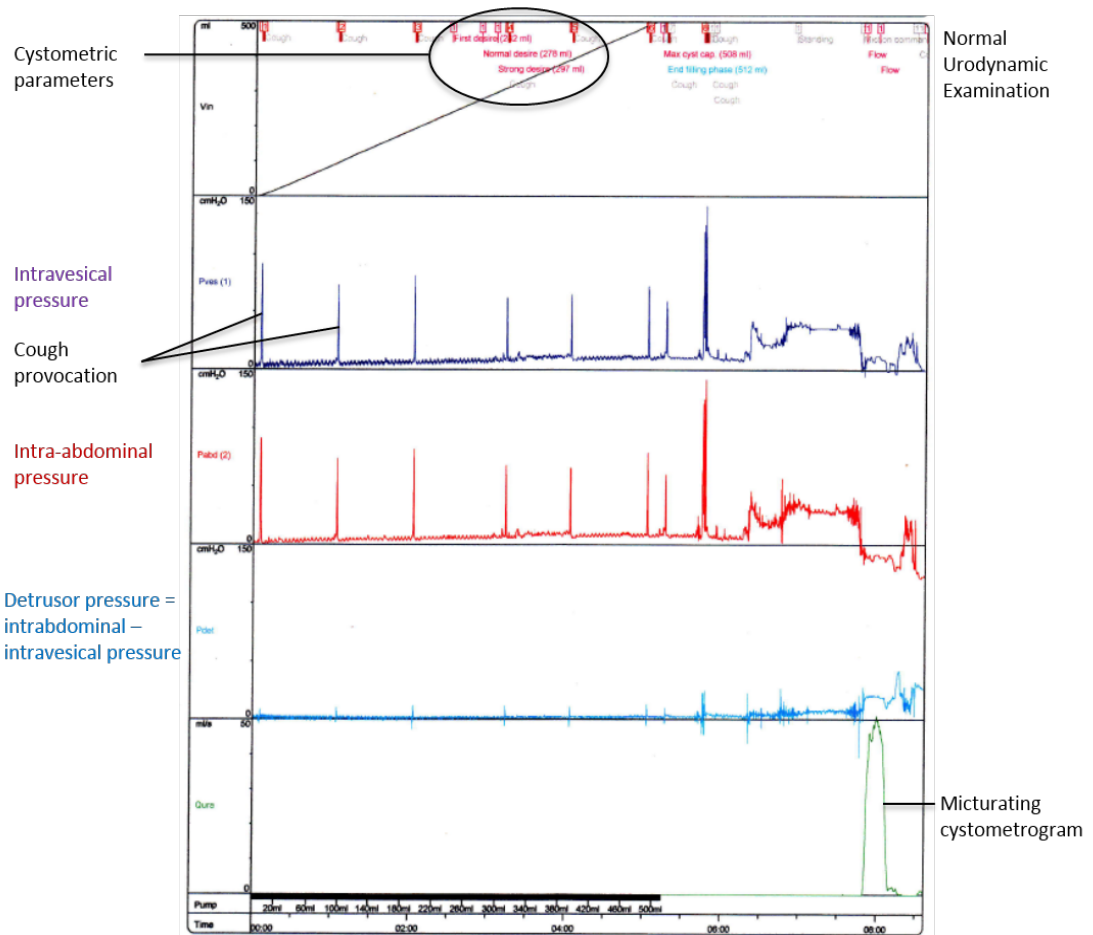 Cystometric
parameters
Normal
Urodynamic
Examination
ml
500
Cough
Cough
First desire
Normal desire (278 ml)
Strong desire (297 ml)
Cough
Max cyst cap. (508 ml)
End filling phase (512 ml)
Cough
Cough
Cough
Standing
Flow
Flow
Vin
0
cmH2O 150
Intravesical
pressure
Pves (1)
Cough
provocation
0
cmH2O 150
Intra-abdominal
pressure
Pabd (2)
0
cmH2O 150
Detrusor pressure =
intrabdominal –
intravesical pressure
Pdet
0
ml/s 50
Qura
Micturating
cystometrogram
0
Pump 20ml 60ml 100ml 140ml 180ml 220ml 260ml 300ml 340ml 380ml 420ml 460ml 500ml
Time 00:00 02:00 04:00 06:00 08:00